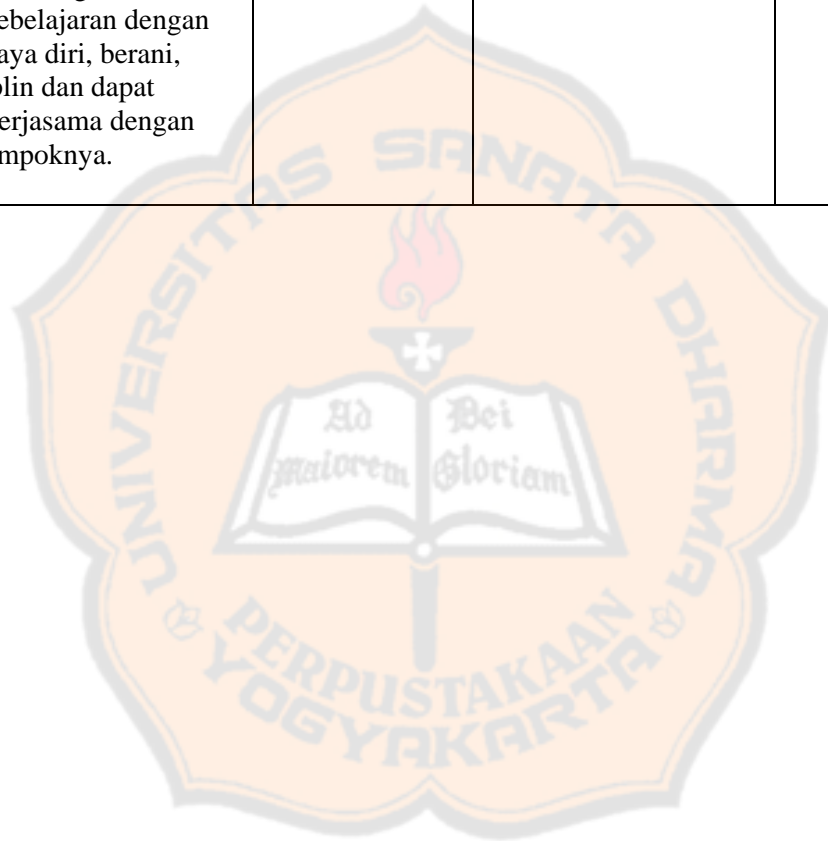 ebelajaran dengan
aya diri, berani,
olin dan dapat
erjasama dengan
mpoknya.
UNIVERSITAS SANATA DHARMA
Ad Dei
Maiorem Gloriam
PERPUSTAKAAN
YOGYAKARTA